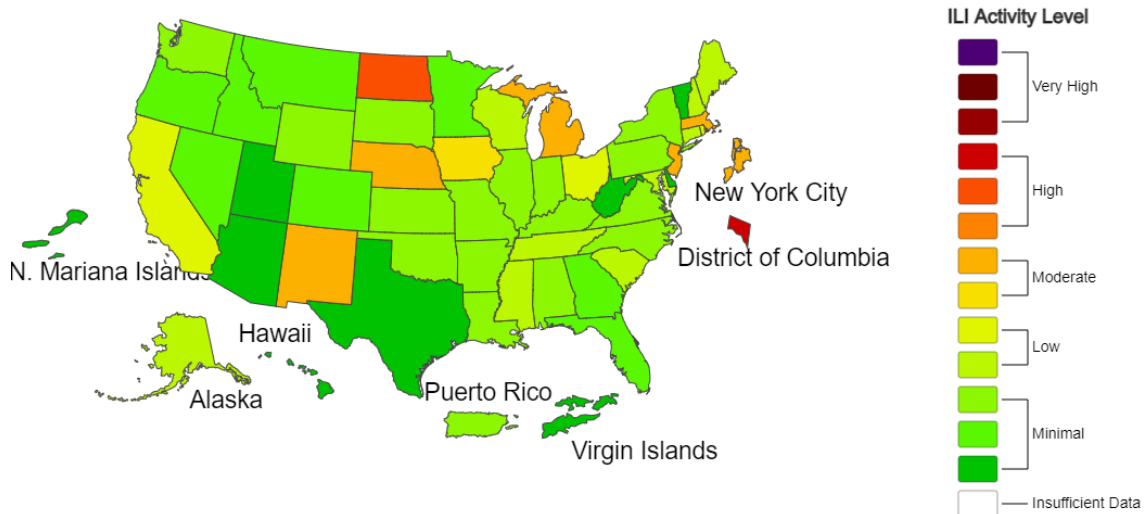 ILI Activity Level
Very High
High
Moderate
Low
Minimal
Insufficient Data
New York City
District of Columbia
N. Mariana Islands
Hawaii
Alaska
Puerto Rico
Virgin Islands